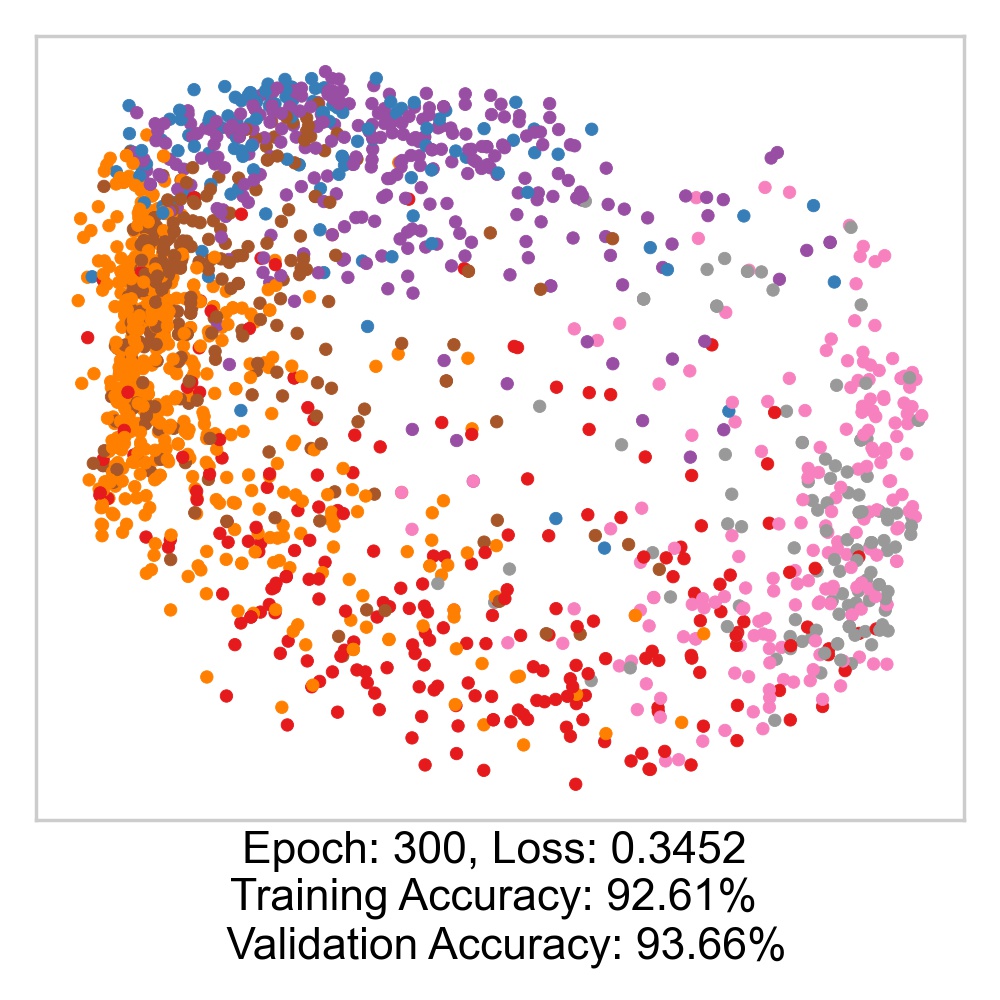 Epoch: 300, Loss: 0.3452
Training Accuracy: 92.61%
Validation Accuracy: 93.66%